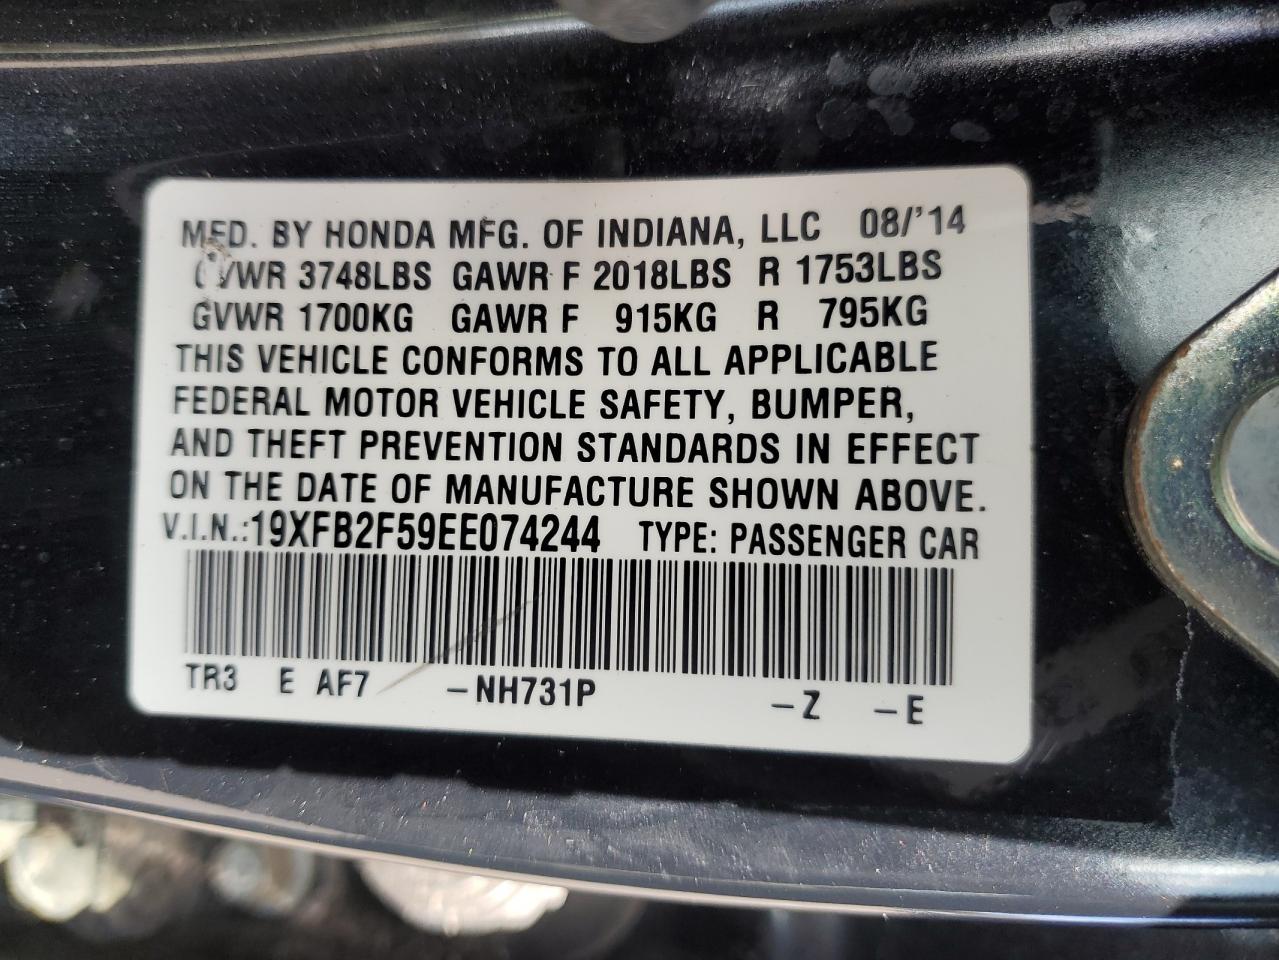 MFD. BY HONDA MFG. OF INDIANA, LLC 08/'14
GVWR 3748LBS GAWR F 2018LBS R 1753LBS
GVWR 1700KG GAWR F 915KG R 795KG
THIS VEHICLE CONFORMS TO ALL APPLICABLE
FEDERAL MOTOR VEHICLE SAFETY, BUMPER,
AND THEFT PREVENTION STANDARDS IN EFFECT
ON THE DATE OF MANUFACTURE SHOWN ABOVE.
V.I.N.:19XFB2F59EE074244 TYPE: PASSENGER CAR
TR3 E AF7 –NH731P –Z –E